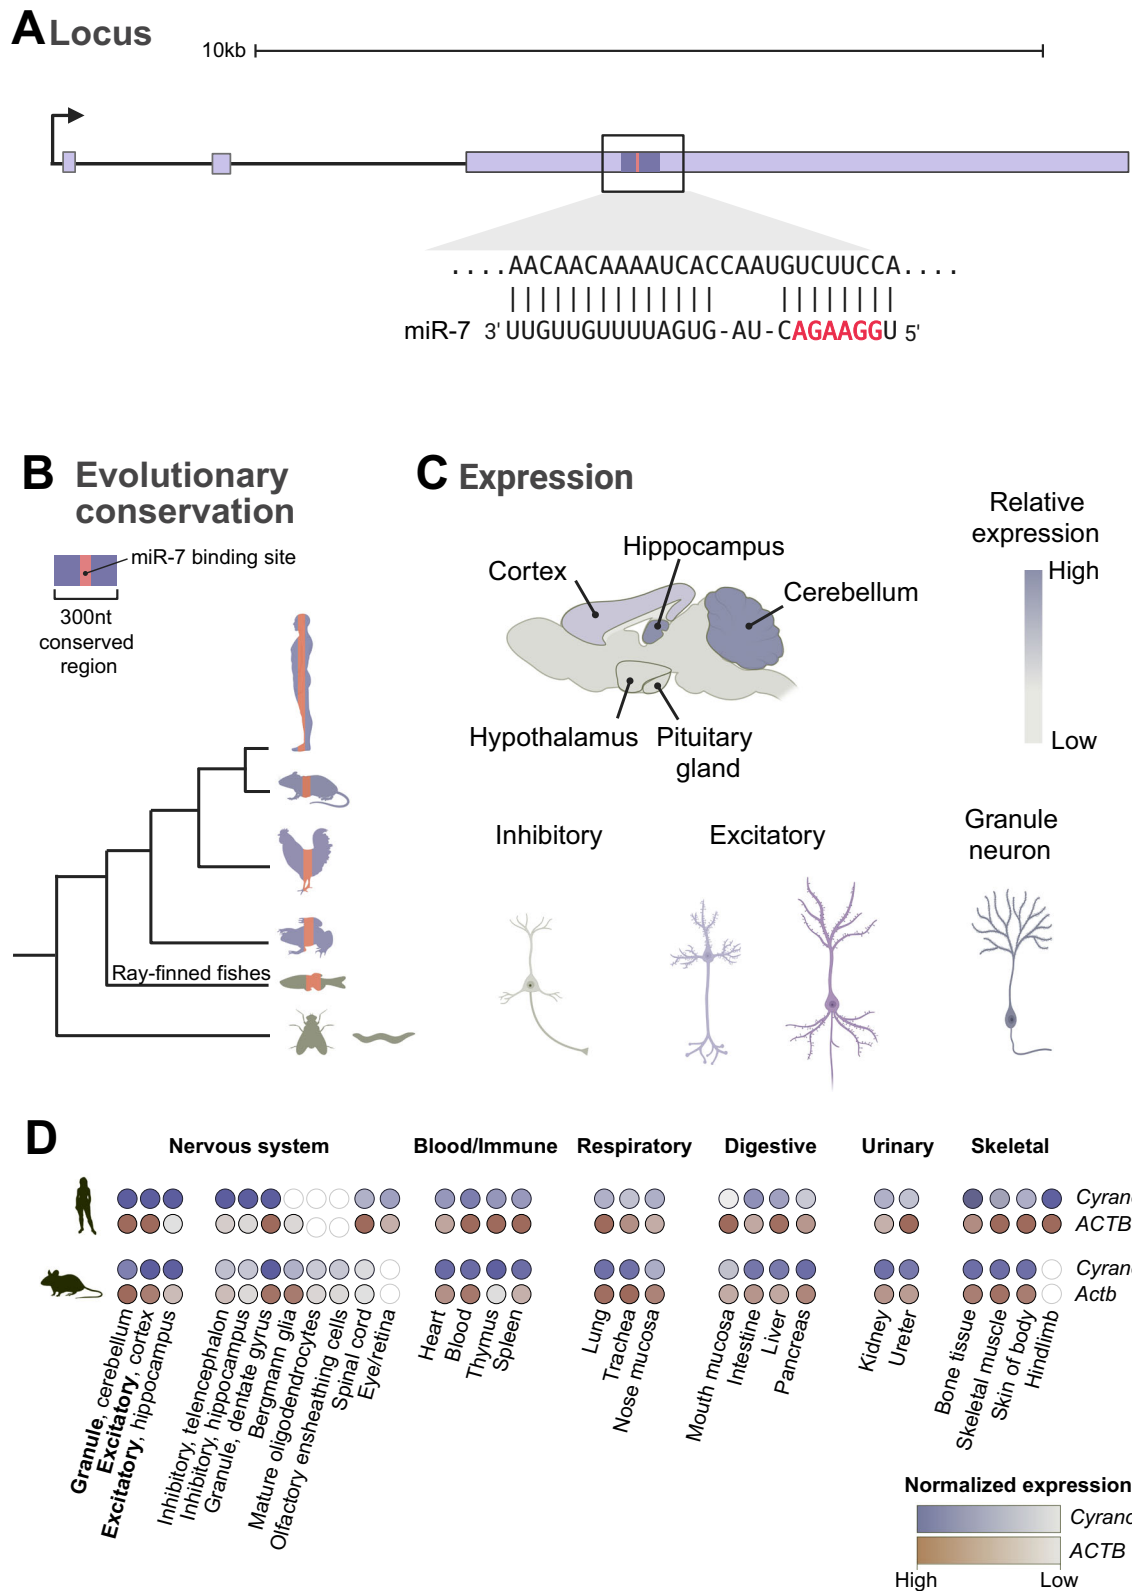 A Locus
10kb
....AACAACAAAAUCACCAAUGUCUUCCA....
miR-7 3' UUGUUGUUUUAGUG-AU-CAGAAGGU 5'
B Evolutionary
conservation
miR-7 binding site
300nt
conserved
region
Ray-finned fishes
C Expression
Relative
expression
High
Low
Hippocampus
Cortex
Cerebellum
Hypothalamus
Pituitary
gland
Inhibitory
Excitatory
Granule
neuron
D
Nervous system
Blood/Immune
Respiratory
Digestive
Urinary
Skeletal
Cyrano
ACTB
Cyrano
Actb
Granule, cerebellum
Excitatory, cortex
Excitatory, hippocampus
Inhibitory, telencephalon
Inhibitory, hippocampus
Granule, dentate gyrus
Bergmann glia
Mature oligodendrocytes
Olfactory ensheathing cells
Spinal cord
Eye/retina
Heart
Blood
Thymus
Spleen
Lung
Trachea
Nose mucosa
Mouth mucosa
Intestine
Liver
Pancreas
Kidney
Ureter
Bone tissue
Skeletal muscle
Skin of body
Hindlimb
Normalized expression
Cyrano
ACTB
High
Low